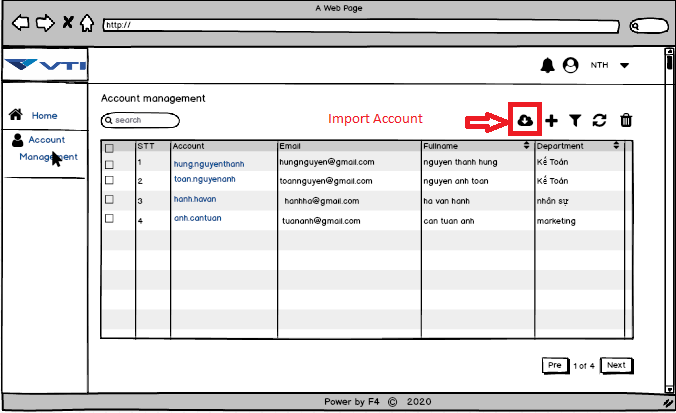 A Web Page
http://
VTI
NTH
Home
Account
Management
Account management
search
Import Account
STT Account Email Fullname Department
1 hung.nguyenthanh hungnguyen@gmail.com nguyen thanh hung Kế Toán
2 toan.nguyenanh toannguyen@gmail.com nguyen anh toan Kế Toán
3 hanh.havan hanhha@gmail.com ha van hanh nhân sự
4 anh.cantuan tuananh@gmail.com can tuan anh marketing
Pre 1 of 4 Next
Power by F4 © 2020